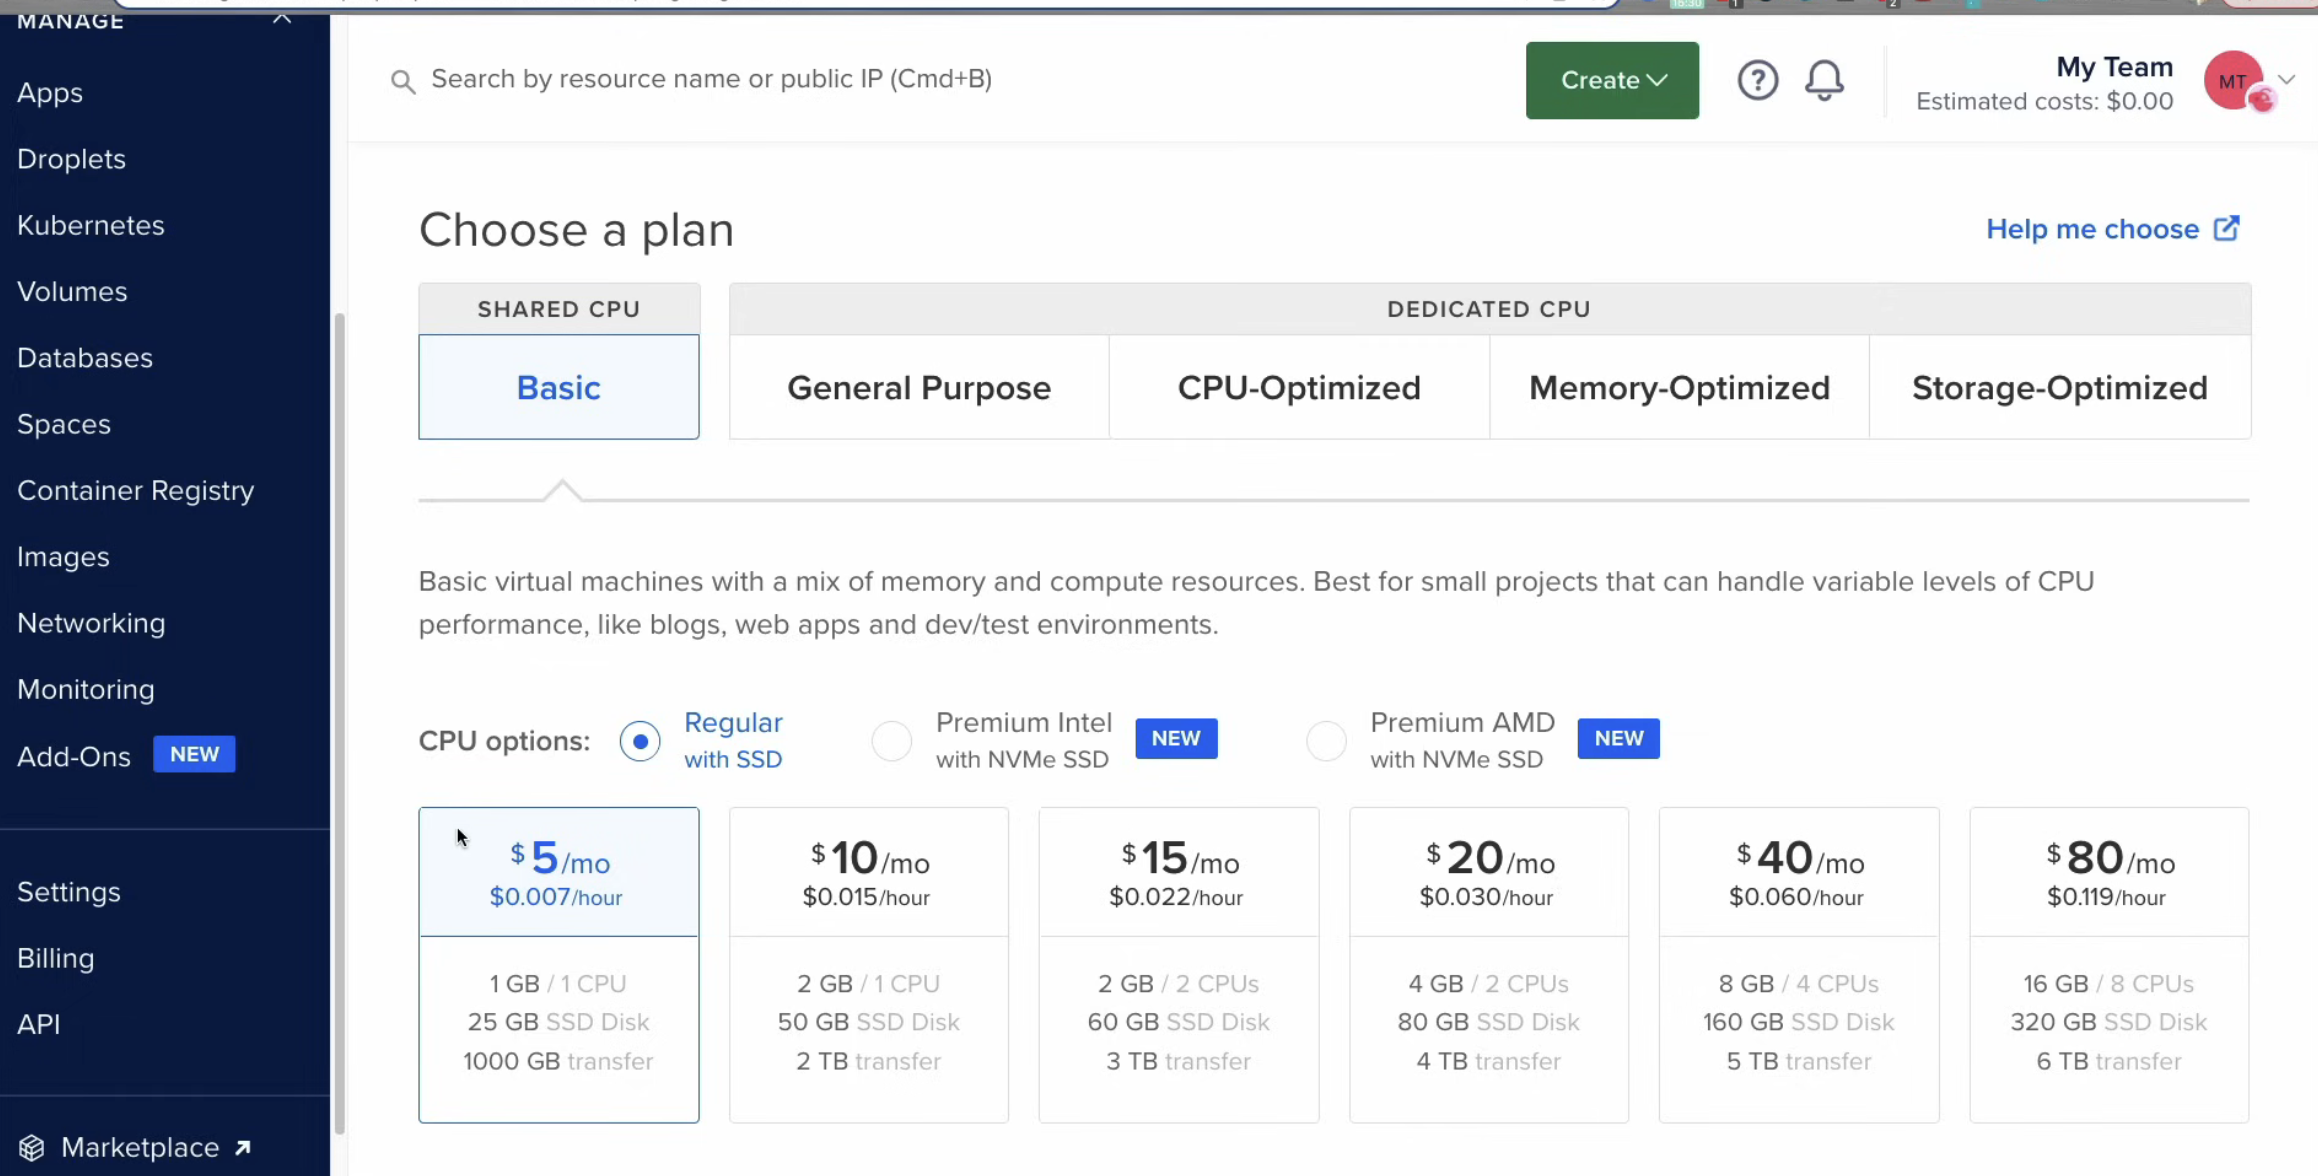 MANAGE
Apps
Droplets
Kubernetes
Volumes
Databases
Spaces
Container Registry
Images
Networking
Monitoring
Add-Ons NEW
Settings
Billing
API
Marketplace
Search by resource name or public IP (Cmd+B)
Create
My Team
Estimated costs: $0.00
MT
Choose a plan
Help me choose
SHARED CPU
DEDICATED CPU
Basic
General Purpose
CPU-Optimized
Memory-Optimized
Storage-Optimized
Basic virtual machines with a mix of memory and compute resources. Best for small projects that can handle variable levels of CPU
performance, like blogs, web apps and dev/test environments.
CPU options:
Regular
with SSD
Premium Intel
with NVMe SSD
NEW
Premium AMD
with NVMe SSD
NEW
$5/mo
$0.007/hour
1 GB / 1 CPU
25 GB SSD Disk
1000 GB transfer
$10/mo
$0.015/hour
2 GB / 1 CPU
50 GB SSD Disk
2 TB transfer
$15/mo
$0.022/hour
2 GB / 2 CPUs
60 GB SSD Disk
3 TB transfer
$20/mo
$0.030/hour
4 GB / 2 CPUs
80 GB SSD Disk
4 TB transfer
$40/mo
$0.060/hour
8 GB / 4 CPUs
160 GB SSD Disk
5 TB transfer
$80/mo
$0.119/hour
16 GB / 8 CPUs
320 GB SSD Disk
6 TB transfer